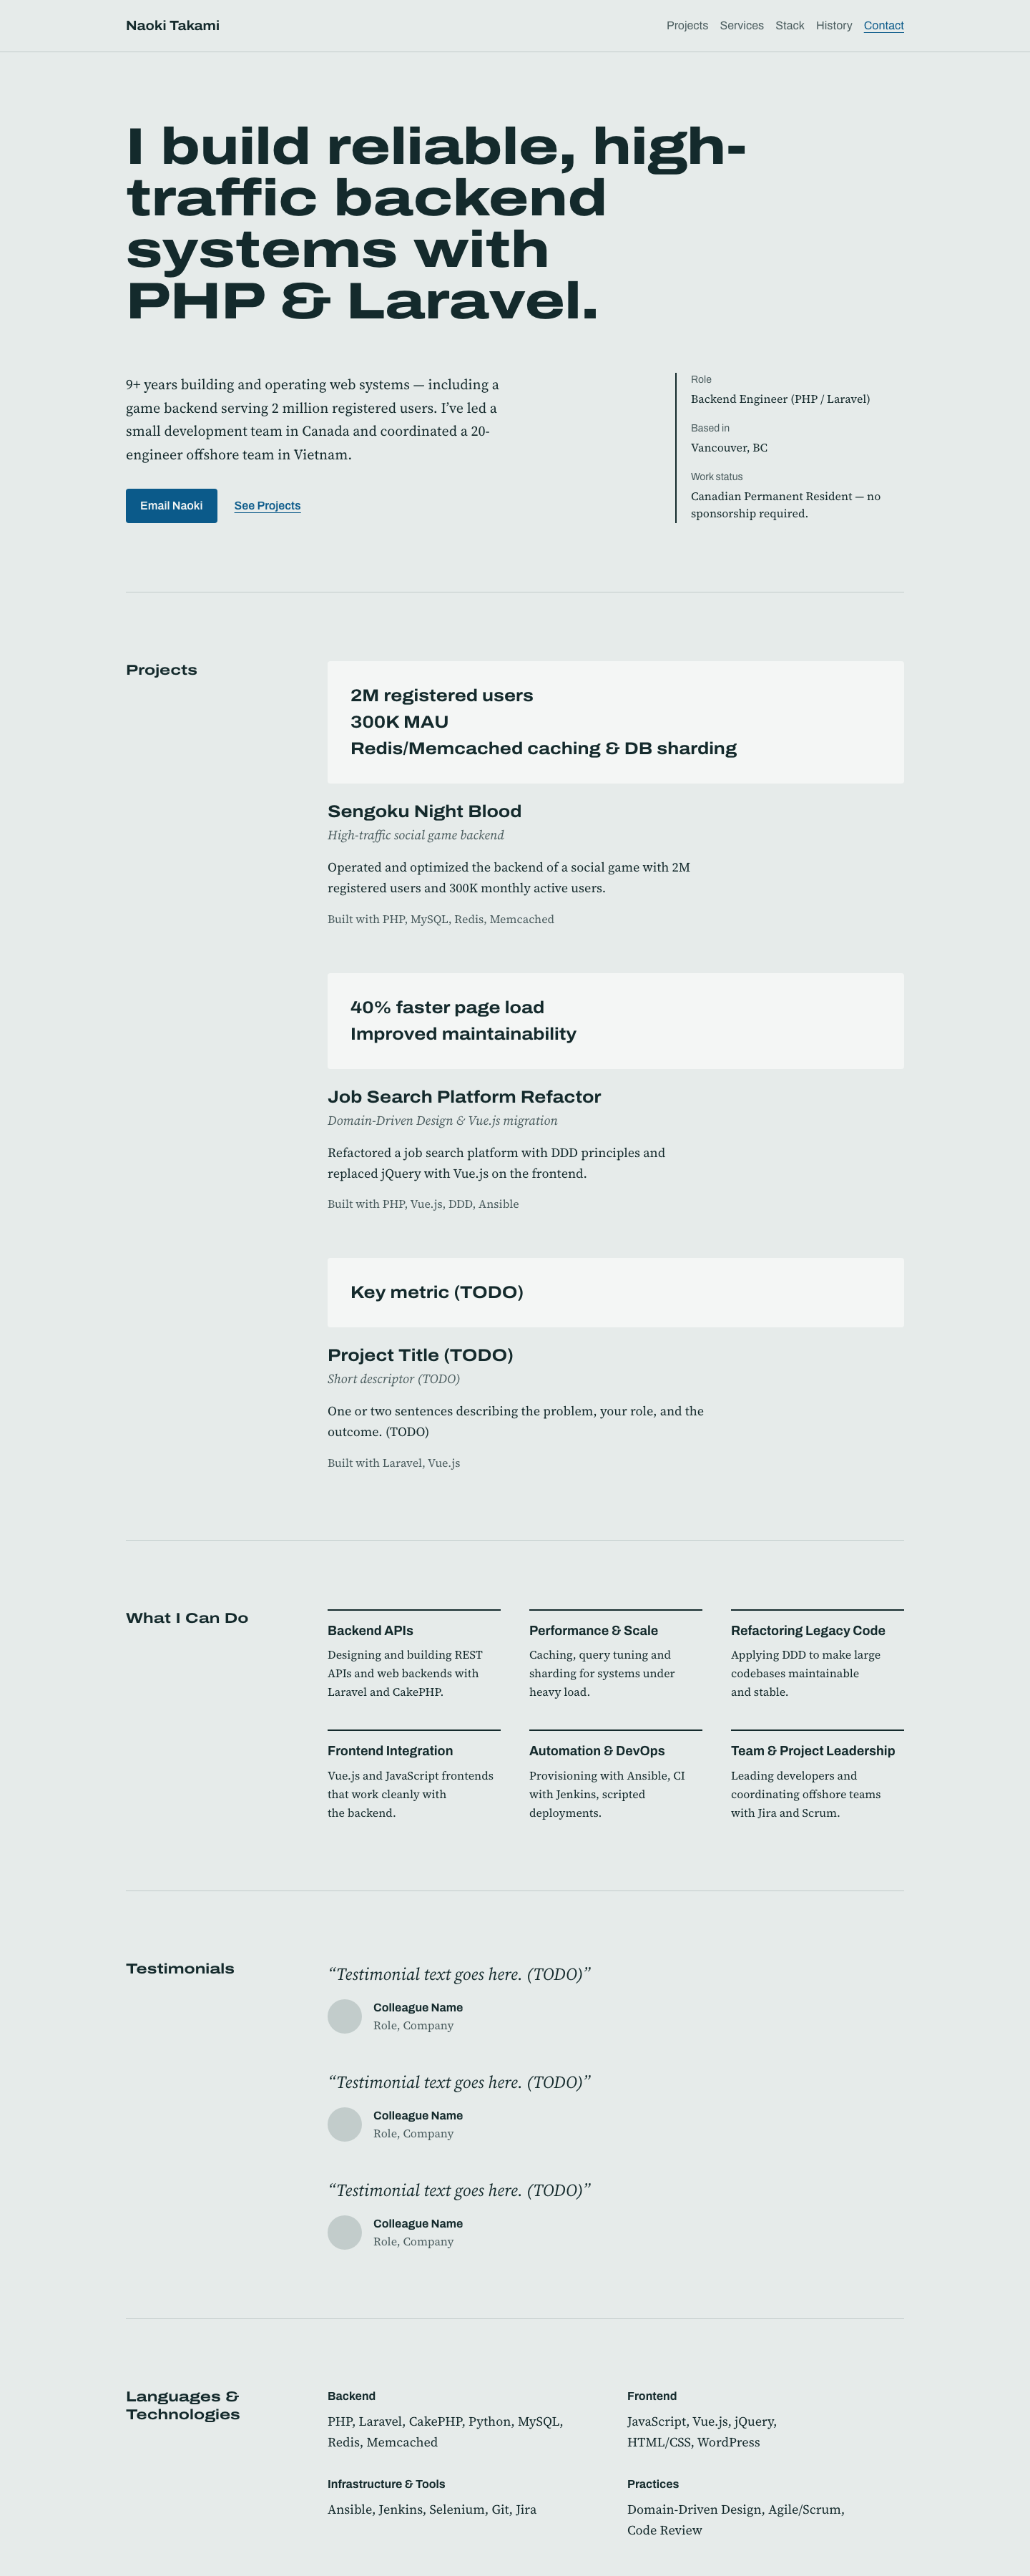 Naoki Takami
Projects Services Stack History Contact
I build reliable, high-
traffic backend
systems with
PHP & Laravel.
9+ years building and operating web systems — including a
game backend serving 2 million registered users. I’ve led a
small development team in Canada and coordinated a 20-
engineer offshore team in Vietnam.
Email Naoki See Projects
Role
Backend Engineer (PHP / Laravel)
Based in
Vancouver, BC
Work status
Canadian Permanent Resident — no
sponsorship required.
Projects
2M registered users
300K MAU
Redis/Memcached caching & DB sharding
Sengoku Night Blood
High-traffic social game backend
Operated and optimized the backend of a social game with 2M
registered users and 300K monthly active users.
Built with PHP, MySQL, Redis, Memcached
40% faster page load
Improved maintainability
Job Search Platform Refactor
Domain-Driven Design & Vue.js migration
Refactored a job search platform with DDD principles and
replaced jQuery with Vue.js on the frontend.
Built with PHP, Vue.js, DDD, Ansible
Key metric (TODO)
Project Title (TODO)
Short descriptor (TODO)
One or two sentences describing the problem, your role, and the
outcome. (TODO)
Built with Laravel, Vue.js
What I Can Do
Backend APIs
Designing and building REST
APIs and web backends with
Laravel and CakePHP.
Performance & Scale
Caching, query tuning and
sharding for systems under
heavy load.
Refactoring Legacy Code
Applying DDD to make large
codebases maintainable
and stable.
Frontend Integration
Vue.js and JavaScript frontends
that work cleanly with
the backend.
Automation & DevOps
Provisioning with Ansible, CI
with Jenkins, scripted
deployments.
Team & Project Leadership
Leading developers and
coordinating offshore teams
with Jira and Scrum.
Testimonials
“Testimonial text goes here. (TODO)”
Colleague Name
Role, Company
“Testimonial text goes here. (TODO)”
Colleague Name
Role, Company
“Testimonial text goes here. (TODO)”
Colleague Name
Role, Company
Languages &
Technologies
Backend
PHP, Laravel, CakePHP, Python, MySQL,
Redis, Memcached
Frontend
JavaScript, Vue.js, jQuery,
HTML/CSS, WordPress
Infrastructure & Tools
Ansible, Jenkins, Selenium, Git, Jira
Practices
Domain-Driven Design, Agile/Scrum,
Code Review